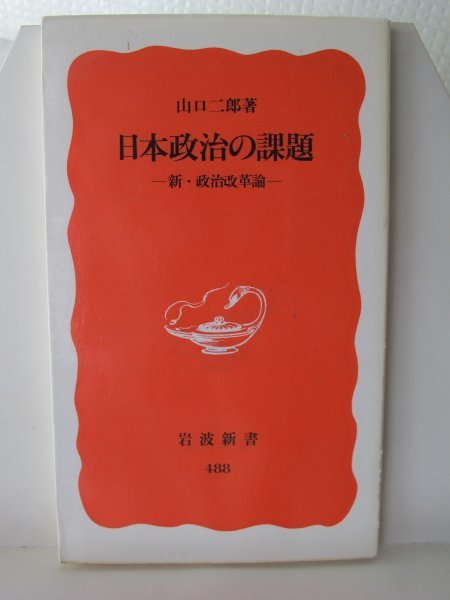 山口二郎著
日本政治の課題
―新・政治改革論―
岩波新書
488